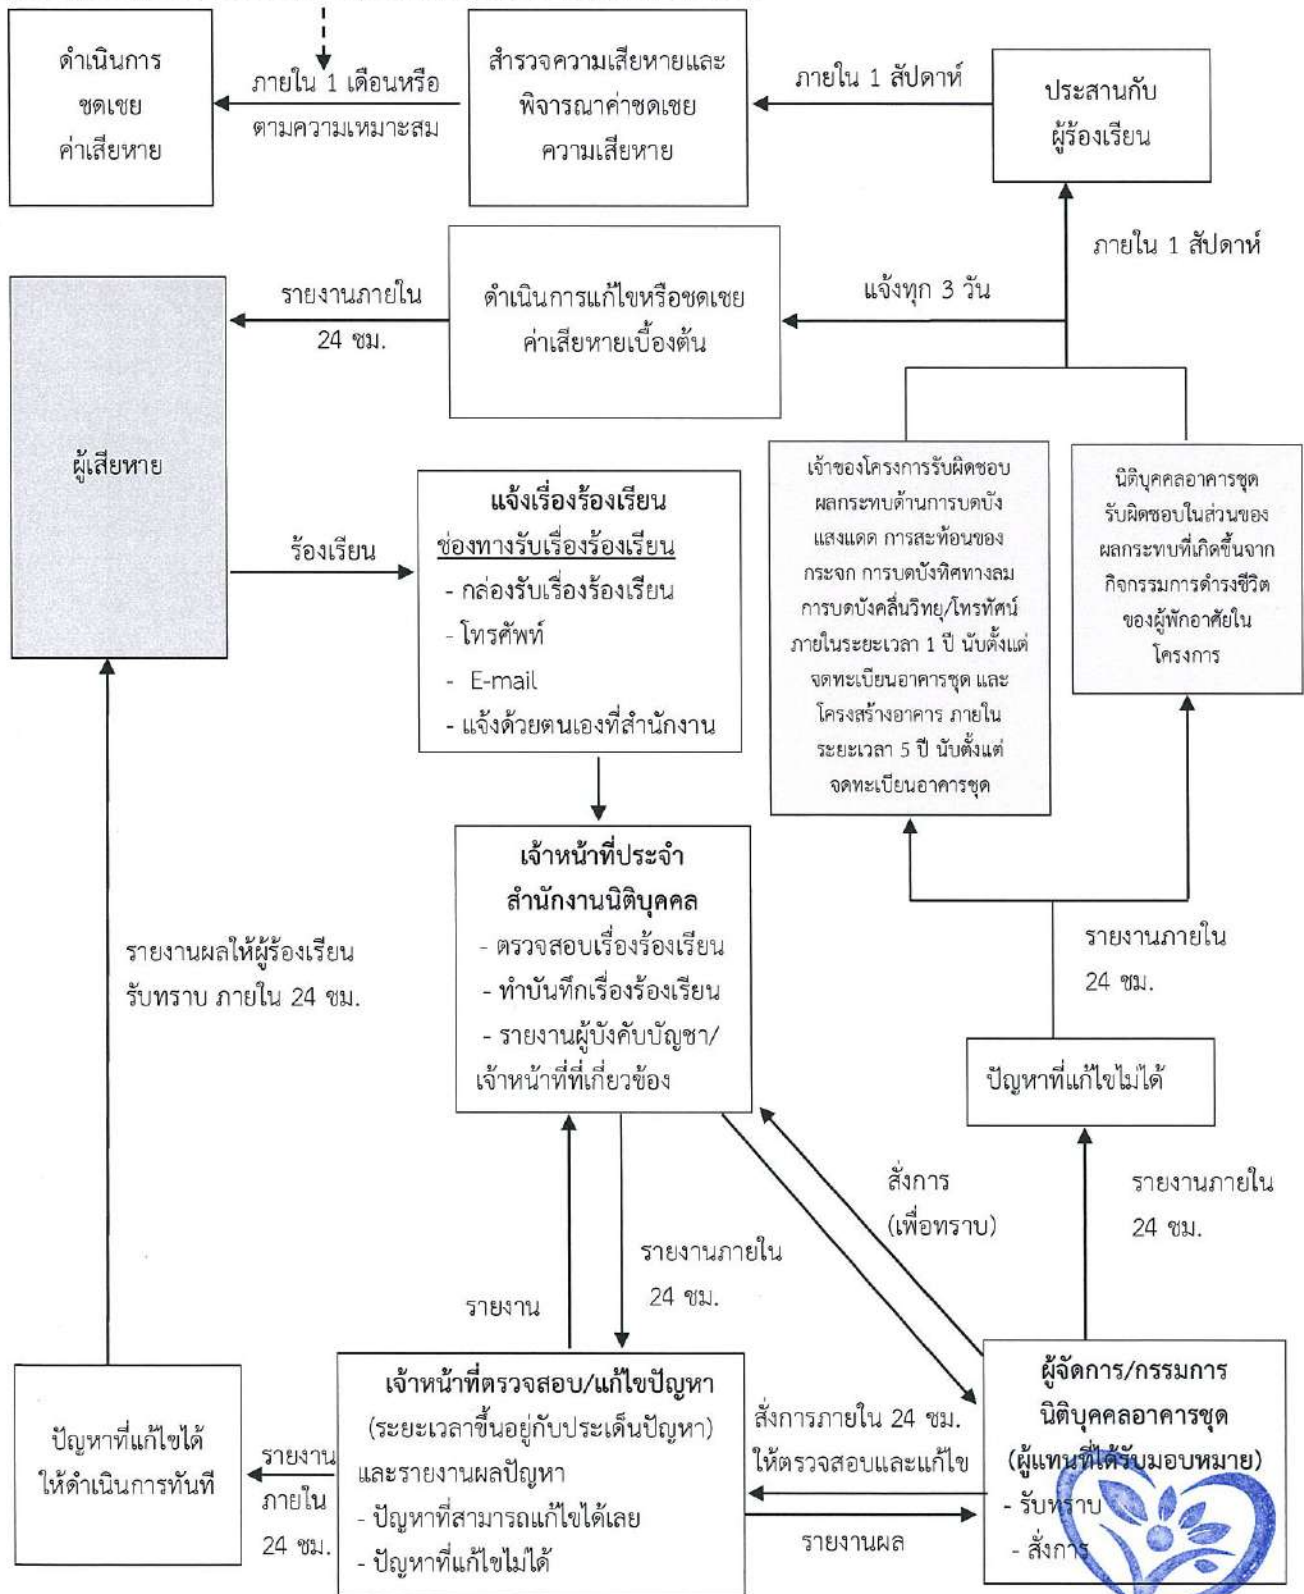 ดำเนินการ
ชดเชย
ค่าเสียหาย
ภายใน 1 เดือนหรือ
ตามความเหมาะสม
สำรวจความเสียหายและ
พิจารณาค่าชดเชย
ความเสียหาย
ภายใน 1 สัปดาห์
ประสานกับ
ผู้ร้องเรียน
ภายใน 1 สัปดาห์
แจ้งทุก 3 วัน
ดำเนินการแก้ไขหรือชดเชย
ค่าเสียหายเบื้องต้น
รายงานภายใน
24 ชม.
ผู้เสียหาย
ร้องเรียน
แจ้งเรื่องร้องเรียน
ช่องทางรับเรื่องร้องเรียน
- กล่องรับเรื่องร้องเรียน
- โทรศัพท์
- E-mail
- แจ้งด้วยตนเองที่สำนักงาน
เจ้าของโครงการรับผิดชอบ
ผลกระทบด้านการบดบัง
แสงแดด การสะท้อนของ
กระจก การบดบังทิศทางลม
การบดบังคลื่นวิทยุ/โทรทัศน์
ภายในระยะเวลา 1 ปี นับตั้งแต่
จดทะเบียนอาคารชุด และ
โครงสร้างอาคาร ภายใน
ระยะเวลา 5 ปี นับตั้งแต่
จดทะเบียนอาคารชุด
นิติบุคคลอาคารชุด
รับผิดชอบในส่วนของ
ผลกระทบที่เกิดขึ้นจาก
กิจกรรมการดำรงชีวิต
ของผู้พักอาศัยใน
โครงการ
เจ้าหน้าที่ประจำ
สำนักงานนิติบุคคล
- ตรวจสอบเรื่องร้องเรียน
- ทำบันทึกเรื่องร้องเรียน
- รายงานผู้บังคับบัญชา/
เจ้าหน้าที่ที่เกี่ยวข้อง
รายงานผลให้ผู้ร้องเรียน
รับทราบ ภายใน 24 ชม.
รายงานภายใน
24 ชม.
ปัญหาที่แก้ไขไม่ได้
สั่งการ
(เพื่อทราบ)
รายงานภายใน
24 ชม.
รายงานภายใน
24 ชม.
รายงาน
ปัญหาที่แก้ไขได้
ให้ดำเนินการทันที
รายงาน
ภายใน
24 ชม.
เจ้าหน้าที่ตรวจสอบ/แก้ไขปัญหา
(ระยะเวลาขึ้นอยู่กับประเด็นปัญหา)
และรายงานผลปัญหา
- ปัญหาที่สามารถแก้ไขได้เลย
- ปัญหาที่แก้ไขไม่ได้
สั่งการภายใน 24 ชม.
ให้ตรวจสอบและแก้ไข
รายงานผล
ผู้จัดการ/กรรมการ
นิติบุคคลอาคารชุด
(ผู้แทนที่ได้รับมอบหมาย)
- รับทราบ
- สั่งการ